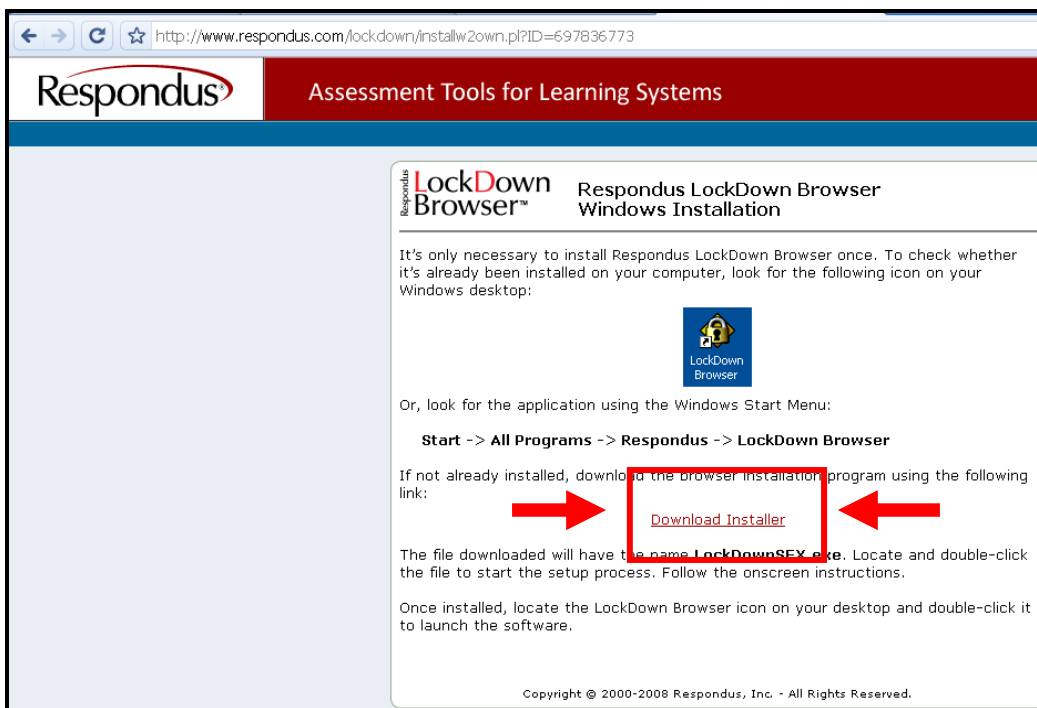 http://www.respondus.com/lockdown/installw2own.pl?ID=697836773
Respondus®
Assessment Tools for Learning Systems
Respondus
LockDown
Browser™
Respondus LockDown Browser
Windows Installation
It's only necessary to install Respondus LockDown Browser once. To check whether
it's already been installed on your computer, look for the following icon on your
Windows desktop:
LockDown
Browser
Or, look for the application using the Windows Start Menu:
Start -> All Programs -> Respondus -> LockDown Browser
If not already installed, download the browser installation program using the following
link:
Download Installer
The file downloaded will have the name LockDownSFX.exe. Locate and double-click
the file to start the setup process. Follow the onscreen instructions.
Once installed, locate the LockDown Browser icon on your desktop and double-click it
to launch the software.
Copyright @ 2000-2008 Respondus, Inc. - All Rights Reserved.